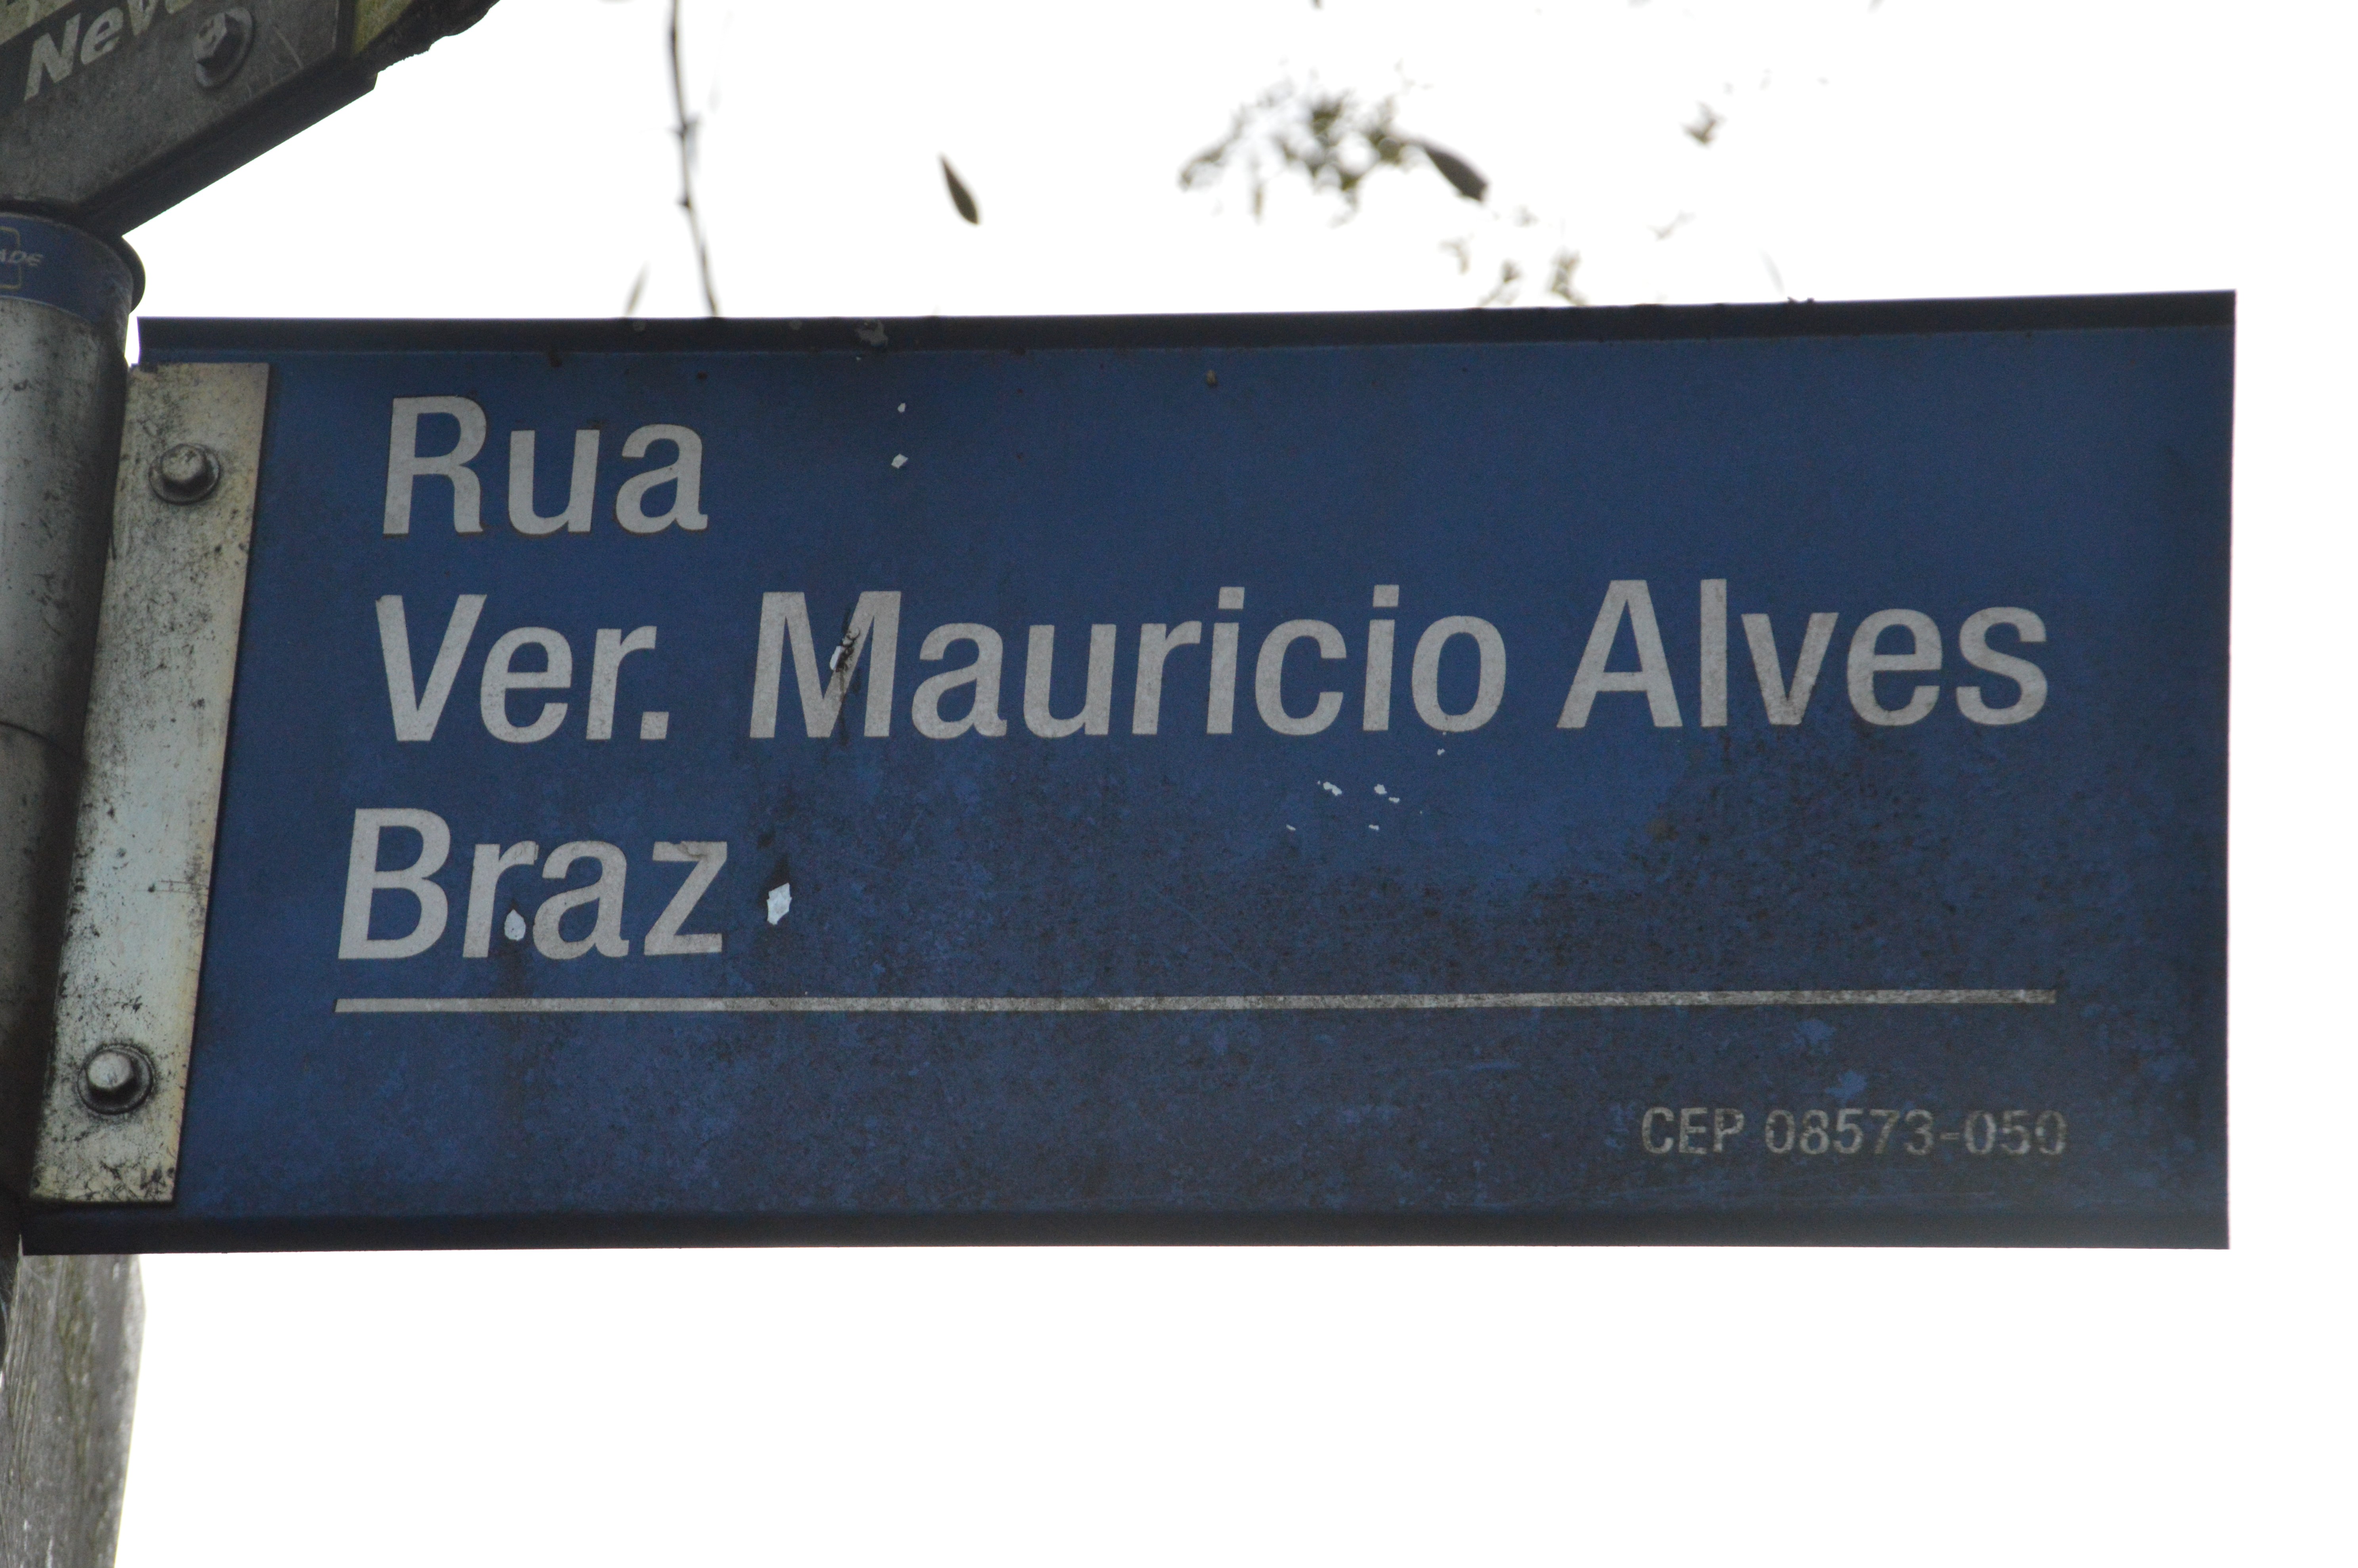 Rua
Ver. Mauricio Alves
Braz
CEP 08573-050